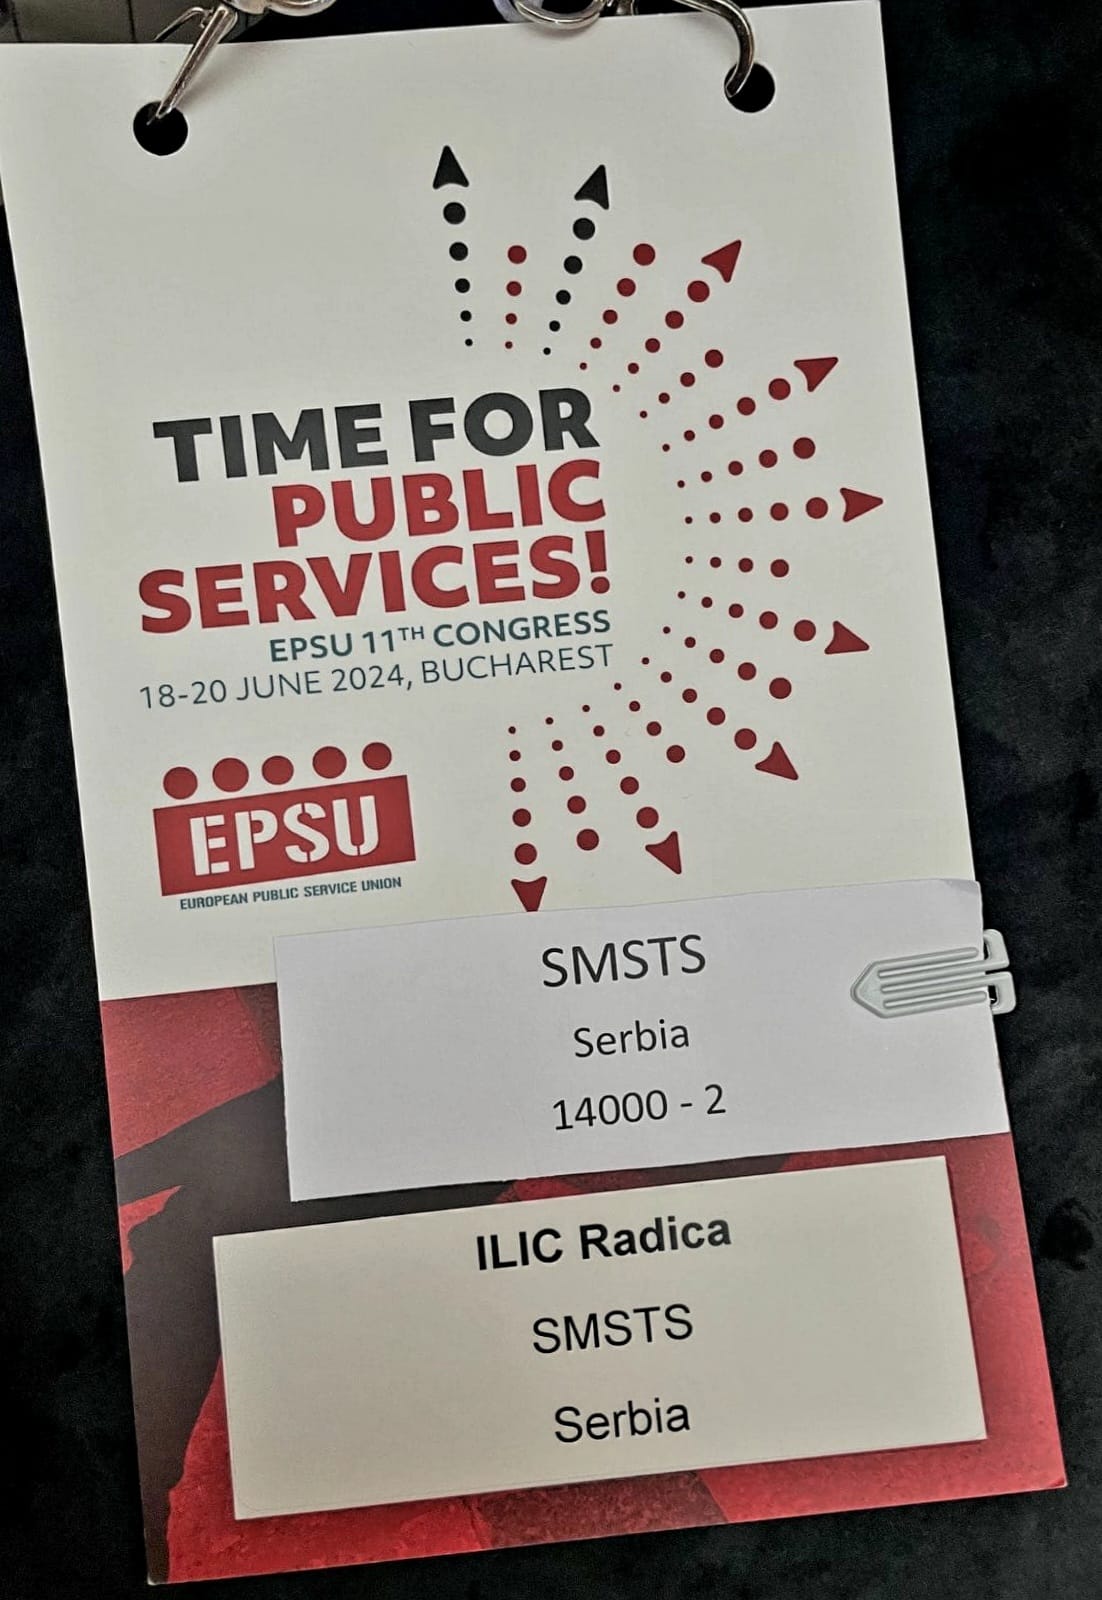 TIME FOR
PUBLIC
SERVICES!
EPSU 11TH CONGRESS
18-20 JUNE 2024, BUCHAREST
EPSU
EUROPEAN PUBLIC SERVICE UNION
SMSTS
Serbia
14000 - 2
ILIC Radica
SMSTS
Serbia